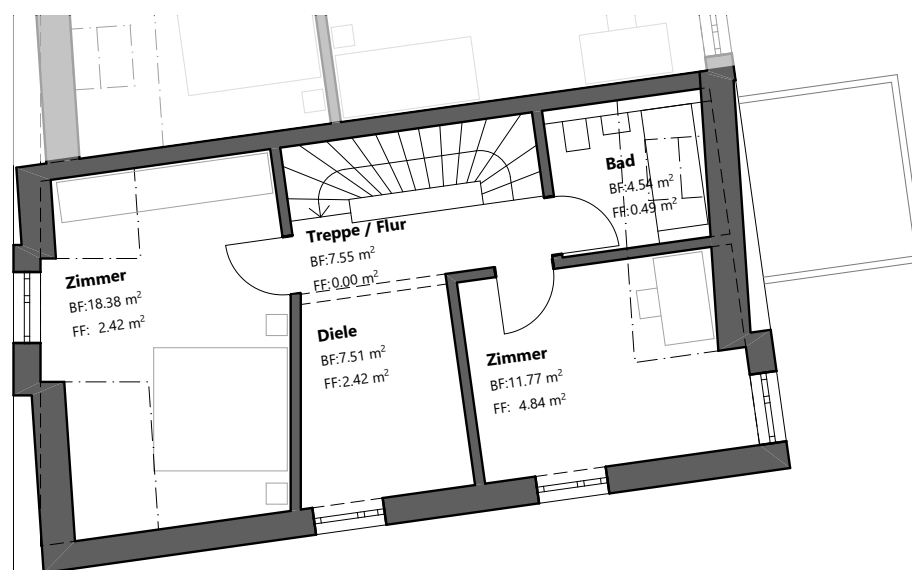 Bad
BF:4.54 m²
FF:0.49 m²
Treppe / Flur
BF:7.55 m²
FF:0.00 m²
Zimmer
BF:18.38 m²
FF: 2.42 m²
Diele
BF:7.51 m²
FF:2.42 m²
Zimmer
BF:11.77 m²
FF: 4.84 m²